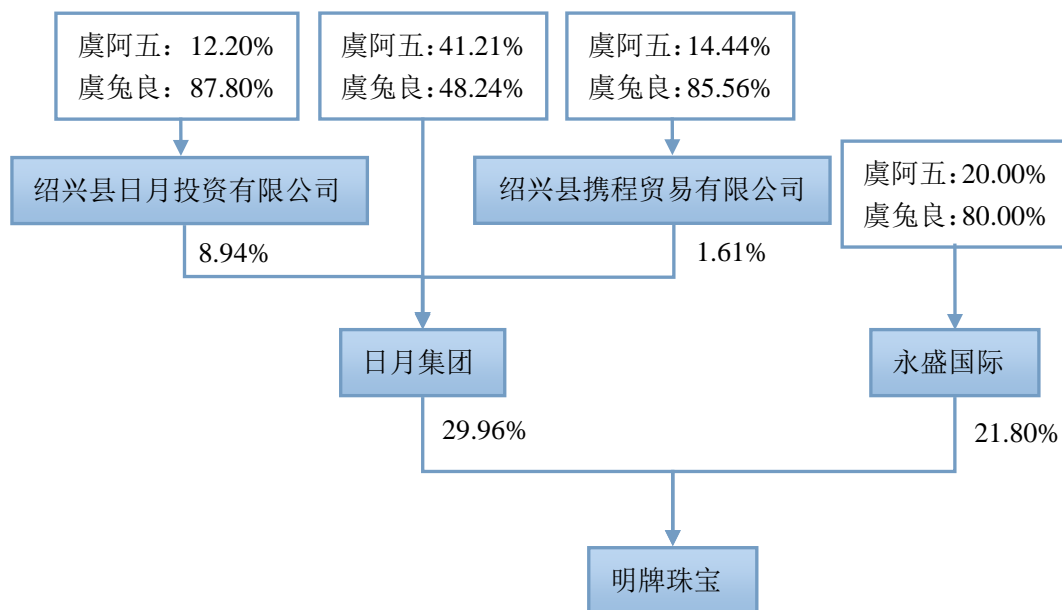 虞阿五：12.20%
虞兔良：87.80%
虞阿五：41.21%
虞兔良：48.24%
虞阿五：14.44%
虞兔良：85.56%
绍兴县日月投资有限公司
绍兴县携程贸易有限公司
虞阿五：20.00%
虞兔良：80.00%
8.94%
1.61%
日月集团
永盛国际
29.96%
21.80%
明牌珠宝